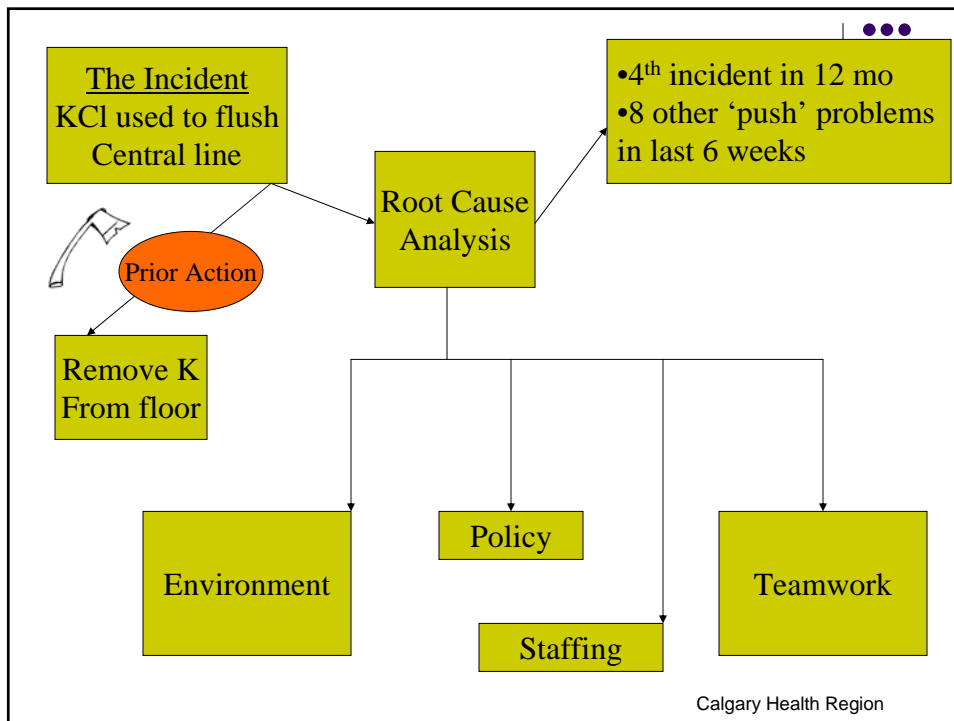 The Incident
KCl used to flush
Central line
•4th incident in 12 mo
•8 other ‘push’ problems
in last 6 weeks
Root Cause
Analysis
Prior Action
Remove K
From floor
Environment
Policy
Staffing
Teamwork
Calgary Health Region